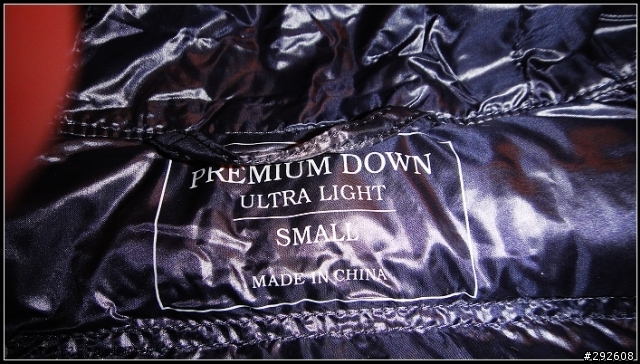 PREMIUM DOWN
ULTRA LIGHT
SMALL
MADE IN CHINA
#292608